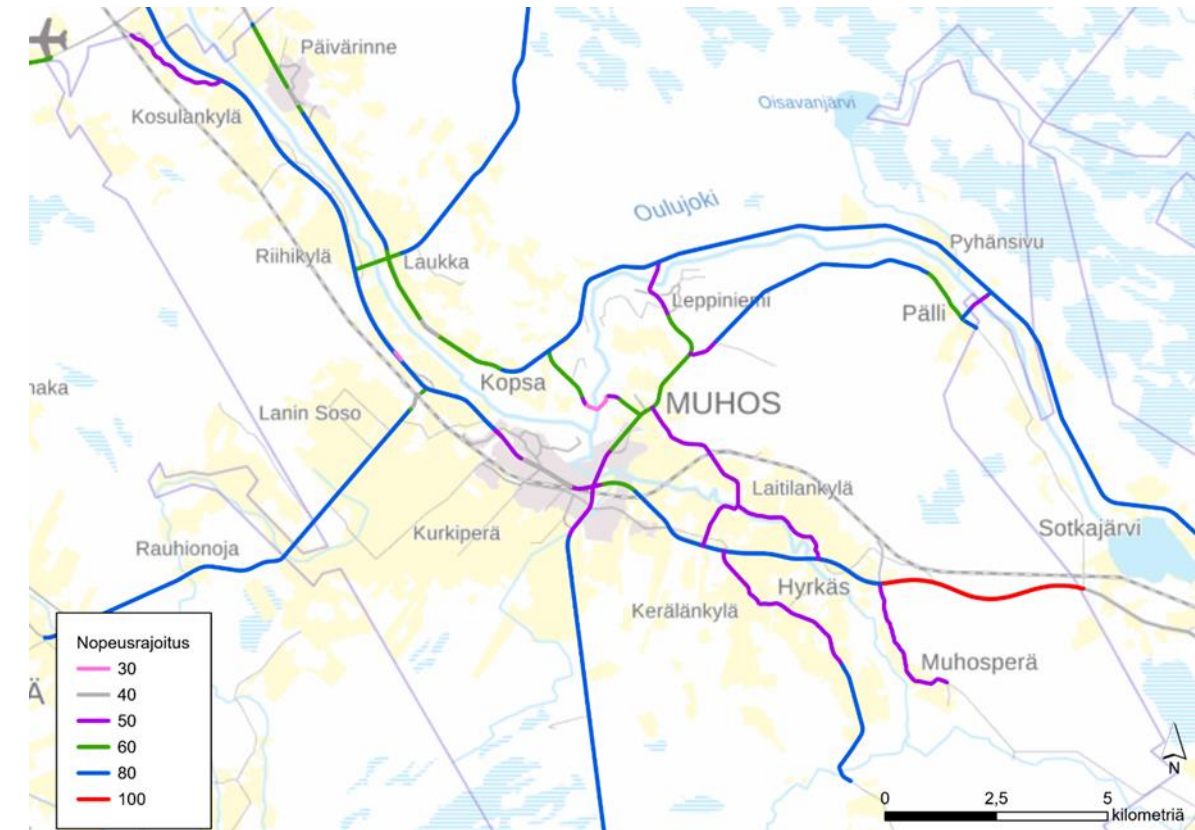 Päivärinne
Kosulankylä
Oisavanjärvi
Oulujoki
Riihikylä
Laukka
Pyhänsivu
Leppiniemi
Pälli
Kopsa
MUHOS
Lanin Soso
Laitilankylä
Kurkiperä
Sotkajärvi
Rauhionoja
Hyrkäs
Kerälänkylä
Muhosperä
Ä
Nopeusrajoitus
30
40
50
60
80
100
N
0 2,5 5
kilometriä